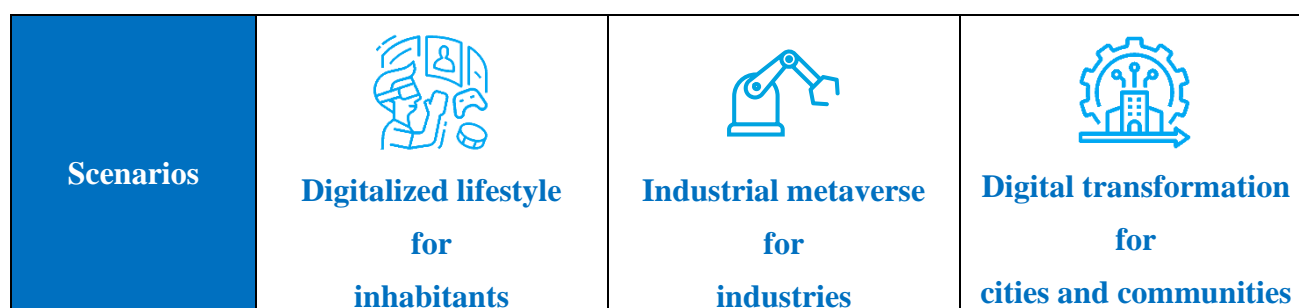 Scenarios
Digitalized lifestyle
for
inhabitants
Industrial metaverse
for
industries
Digital transformation
for
cities and communities